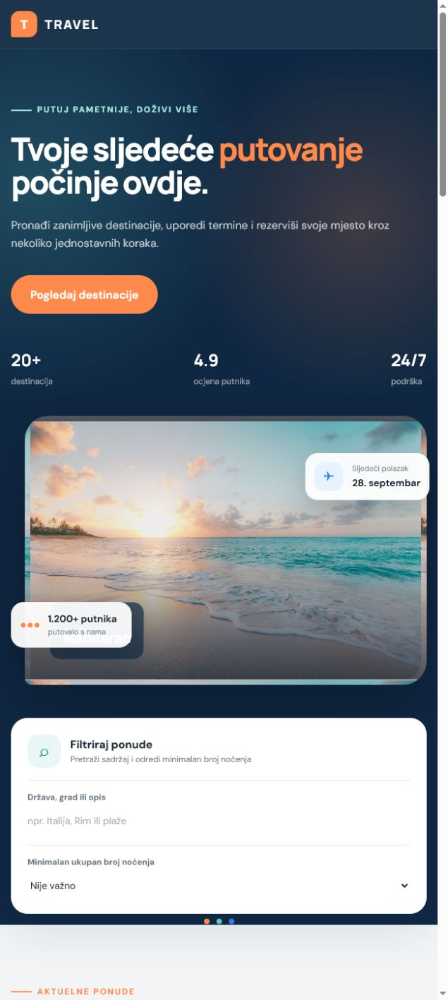 T TRAVEL
PUTUJ PAMETNIJE, DOŽIVI VIŠE
Tvoje sljedeće putovanje
počinje ovdje.
Pronađi zanimljive destinacije, uporedi termine i rezerviši svoje mjesto kroz
nekoliko jednostavnih koraka.
Pogledaj destinacije
20+ 4.9 24/7
destinacija ocjena putnika podrška
Sljedeći polazak
28. septembar
1.200+ putnika
putovalo s nama
Mediteran
Filtriraj ponude
Pretraži sadržaj i odredi minimalan broj noćenja
Država, grad ili opis
npr. Italija, Rim ili plaže
Minimalan ukupan broj noćenja
Nije važno
AKTUELNE PONUDE